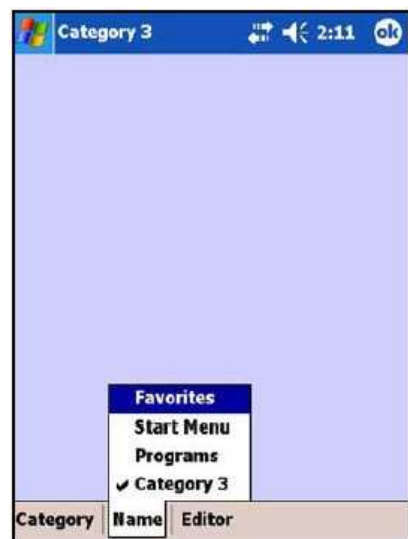 Category 3 2:11 ok
Favorites
Start Menu
Programs
Category 3
Category Name Editor